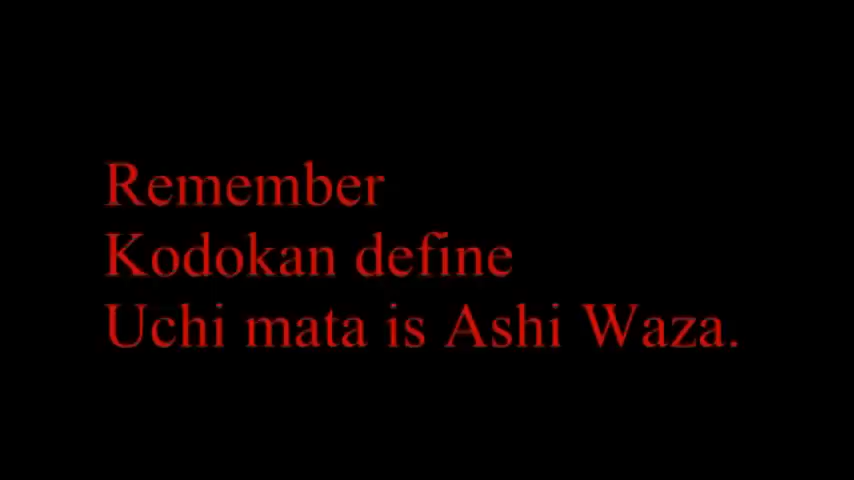 Remember
Kodokan define
Uchi mata is Ashi Waza.